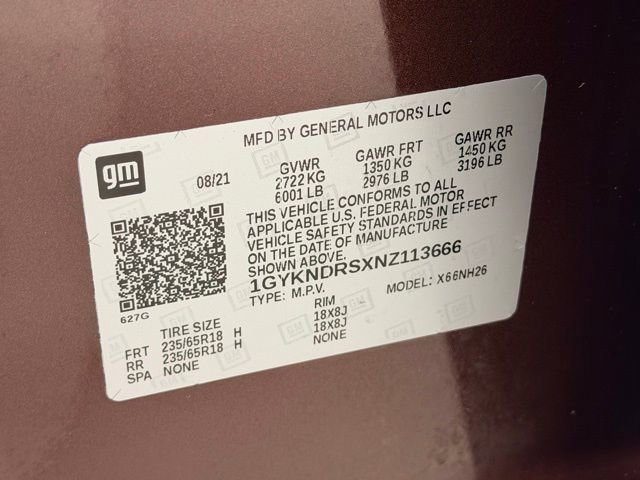 gm
MFD BY GENERAL MOTORS LLC
08/21
GVWR
2722 KG
6001 LB
GAWR FRT
1350 KG
2976 LB
GAWR RR
1450 KG
3196 LB
THIS VEHICLE CONFORMS TO ALL
APPLICABLE U.S. FEDERAL MOTOR
VEHICLE SAFETY STANDARDS IN EFFECT
ON THE DATE OF MANUFACTURE
SHOWN ABOVE.
1GYKNDRSXNZ113666
TYPE: M.P.V. MODEL: X66NH26
627G
TIRE SIZE RIM
FRT 235/65R18 H 18X8J
RR 235/65R18 H 18X8J
SPA NONE NONE